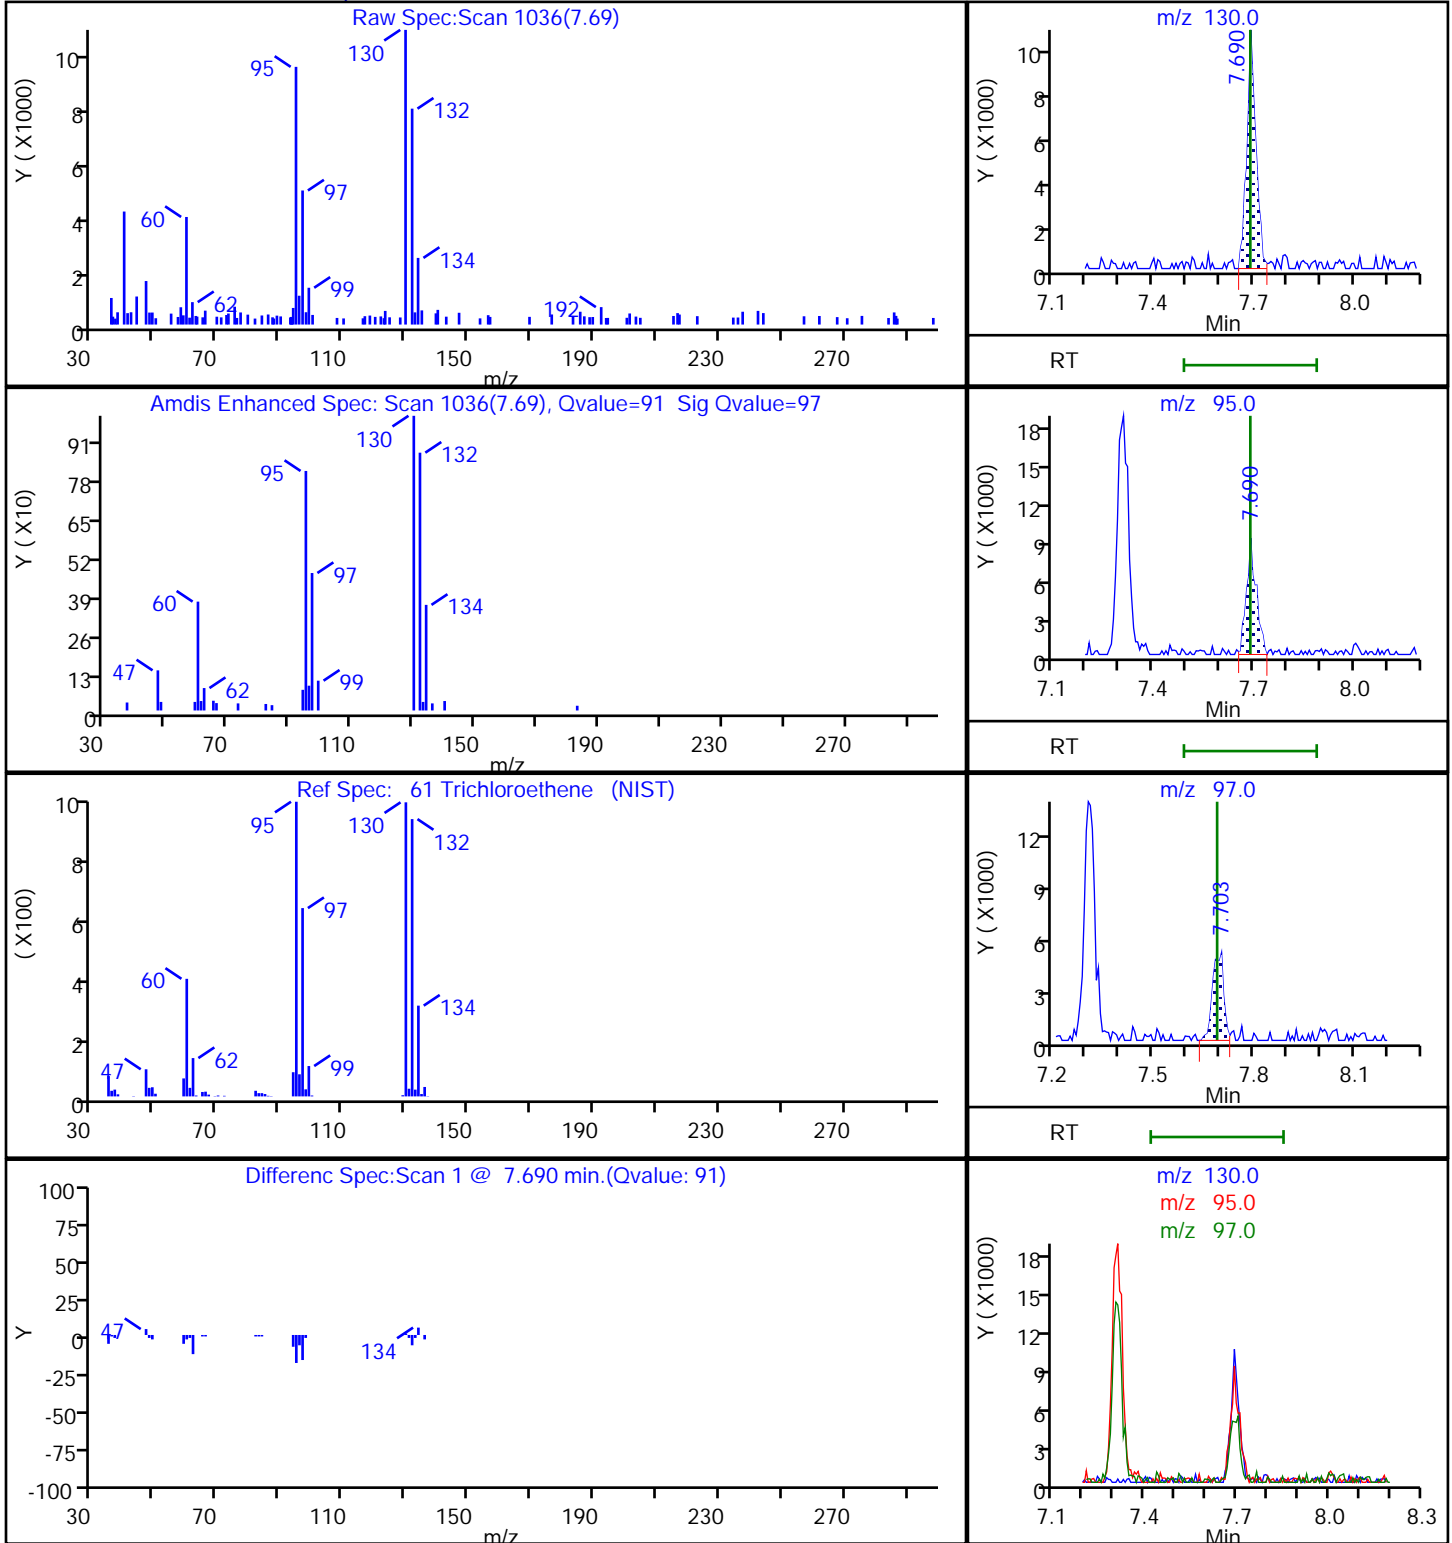 Raw Spec:Scan 1036(7.69)
Y ( X1000)
10
8
6
4
2
0
130
95
132
97
60
134
99
62
192
30 70 110 150 190 230 270
m/z
m/z 130.0
Y ( X1000)
10
8
6
4
2
0
7.690
7.1 7.4 7.7 8.0
Min
RT
Amdis Enhanced Spec: Scan 1036(7.69), Qvalue=91 Sig Qvalue=97
Y ( X10)
91
78
65
52
39
26
13
0
130
132
95
97
60
134
47
62
99
30 70 110 150 190 230 270
m/z
m/z 95.0
Y ( X1000)
18
15
12
9
6
3
0
7.690
7.1 7.4 7.7 8.0
Min
RT
Ref Spec: 61 Trichloroethene (NIST)
( X100)
10
8
6
4
2
0
95
130
132
97
60
134
47
62
99
30 70 110 150 190 230 270
m/z 97.0
Y ( X1000)
12
9
6
3
0
7.703
7.2 7.5 7.8 8.1
Min
RT
Differenc Spec:Scan 1 @ 7.690 min.(Qvalue: 91)
Y
100
75
50
25
0
-25
-50
-75
-100
47
134
30 70 110 150 190 230 270
m/z
m/z 130.0
m/z 95.0
m/z 97.0
Y ( X1000)
18
15
12
9
6
3
0
7.1 7.4 7.7 8.0 8.3
Min